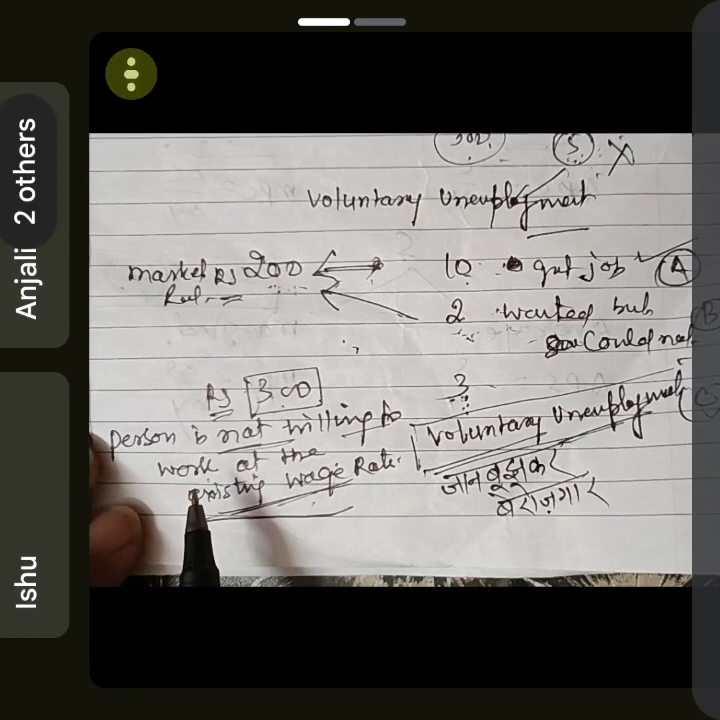 Voluntary Unemployment
market Rs 200
Rate
10 got job A
2 wanted but
could not
B
Rs 300
3
person is not willing to
work at the
existing wage Rate.
Voluntary Unemployment
C
जानबूझकर
बेरोज़गार
Anjali 2 others
Ishu